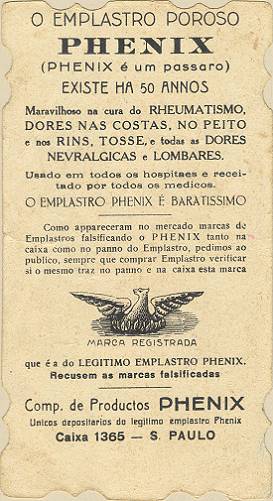 O EMPLASTRO POROSO
PHENIX
(PHENIX é um passaro)
EXISTE HA 50 ANNOS
Maravilhoso na cura do RHEUMATISMO,
DORES NAS COSTAS, NO PEITO
e nos RINS, TOSSE, e todas as DORES
NEVRALGICAS e LOMBARES.
Usado em todos os hospitaes e recei-
tado por todos os medicos.
O EMPLASTRO PHENIX É BARATISSIMO
Como appareceram no mercado marcas de
Emplastros falsificando o PHENIX tanto na
caixa como no panno do Emplastro, pedimos ao
publico, sempre que comprar Emplastro verificar
si o mesmo traz no panno e na caixa esta marca
MARCA REGISTRADA
que é a do LEGITIMO EMPLASTRO PHENIX.
Recusem as marcas falsificadas
Comp. de Productos PHENIX
Unicos depositarios do legitimo emplastro Phenix
Caixa 1365 — S. PAULO